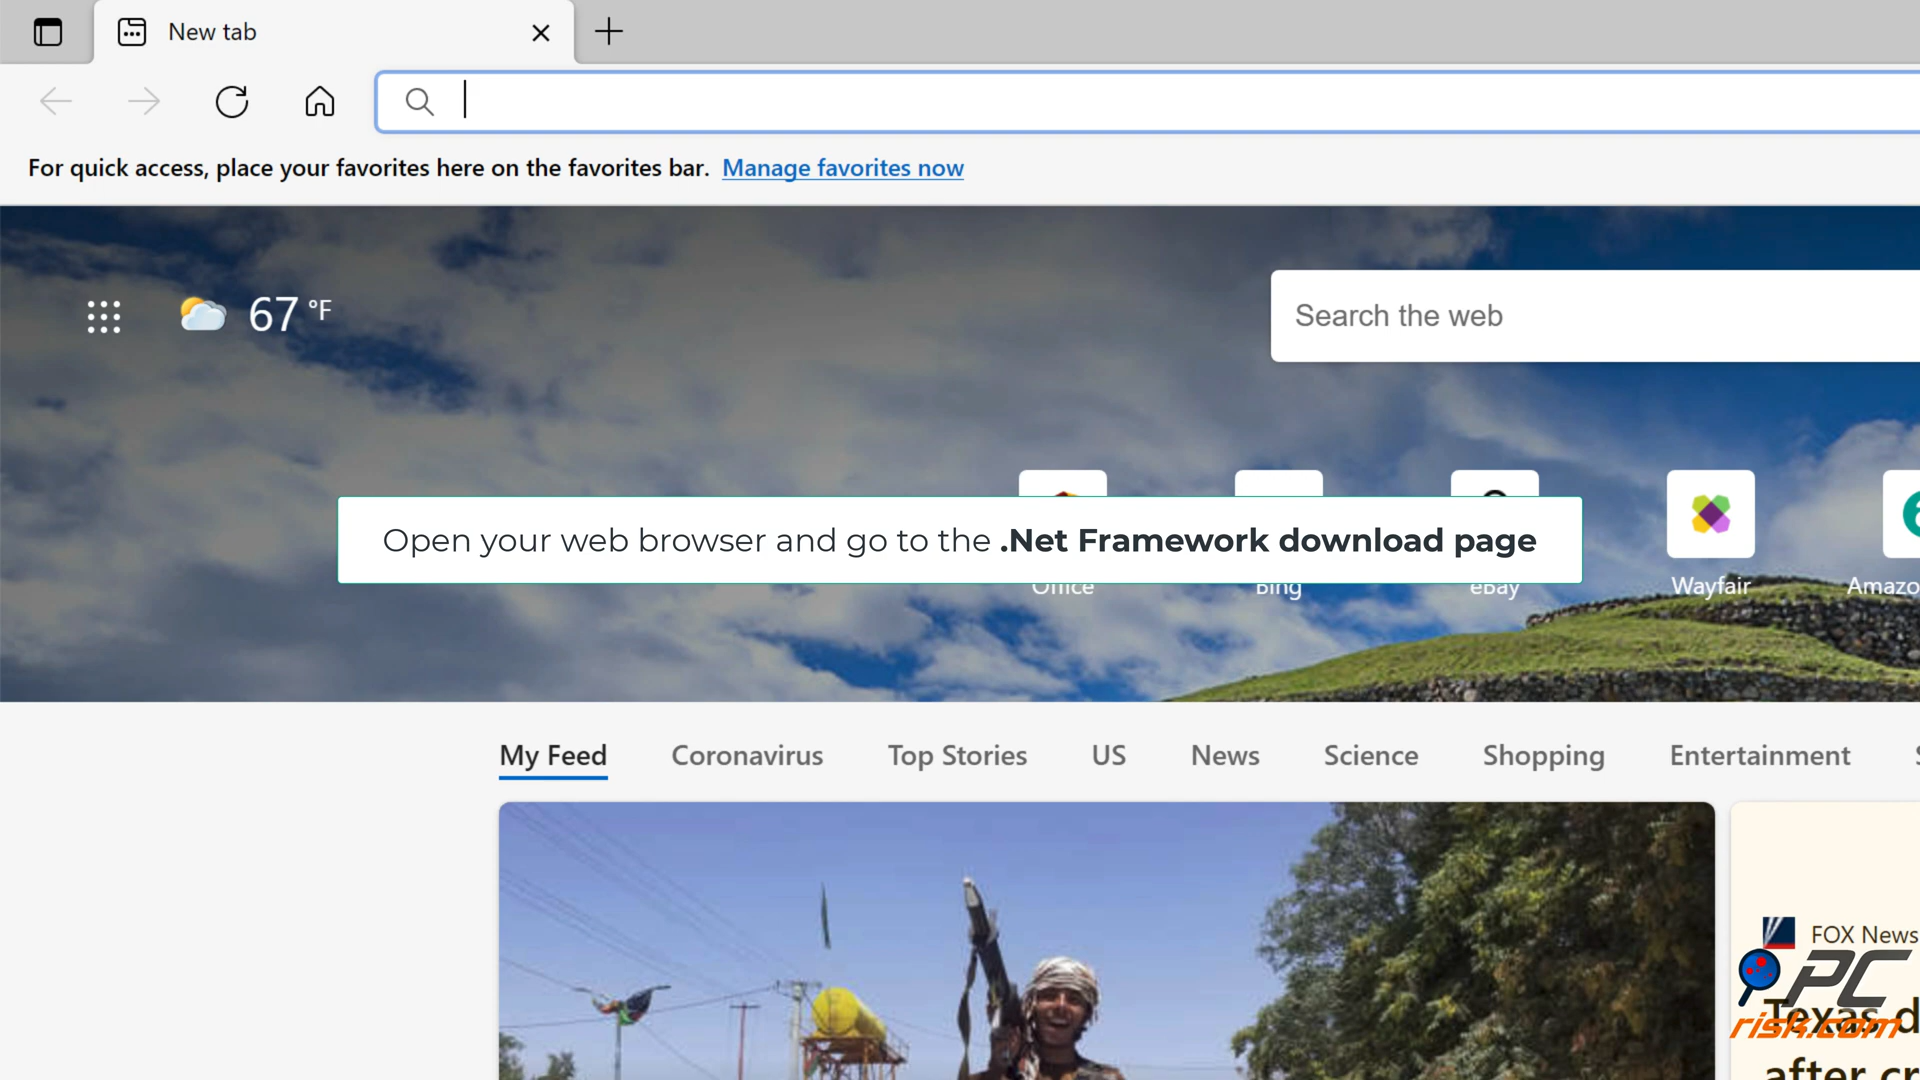 New tab
For quick access, place your favorites here on the favorites bar. Manage favorites now
67 °F
Search the web
Open your web browser and go to the .Net Framework download page
Office
Bing
eBay
Wayfair
Amazo
My Feed
Coronavirus
Top Stories
US
News
Science
Shopping
Entertainment
FOX News
PC
risk.com
Texas d
after cr